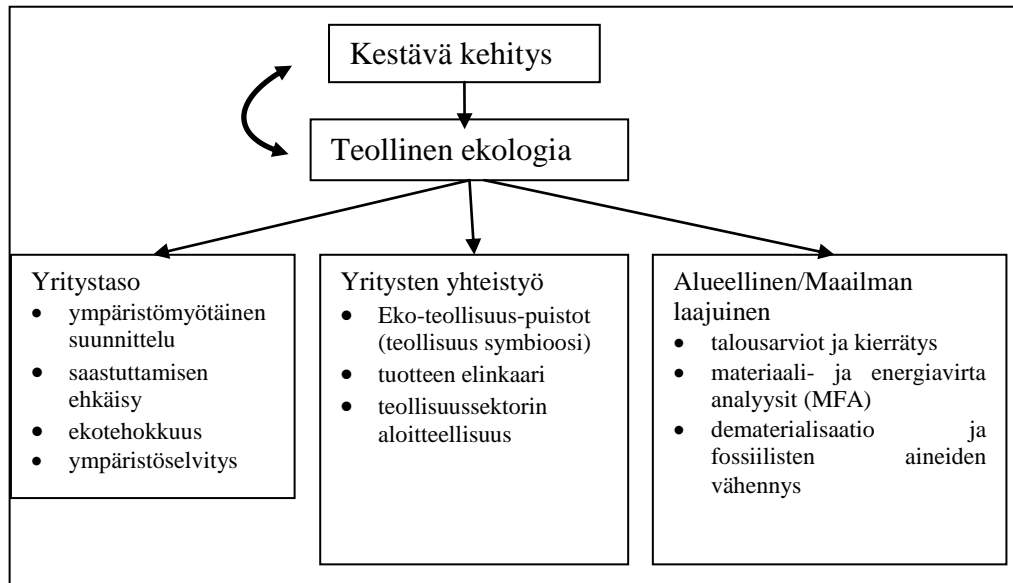 Kestävä kehitys
Teollinen ekologia
Yritystaso
• ympäristömyötäinen
suunnittelu
• saastuttamisen
ehkäisy
• ekotehokkuus
• ympäristöselvitys
Yritysten yhteistyö
• Eko-teollisuus-puistot
(teollisuus symbioosi)
• tuotteen elinkaari
• teollisuussektorin
aloitteellisuus
Alueellinen/Maailman
laajuinen
• talousarviot ja kierrätys
• materiaali- ja energiavirta
analyysit (MFA)
• dematerialisaatio ja
fossiilisten aineiden
vähennys